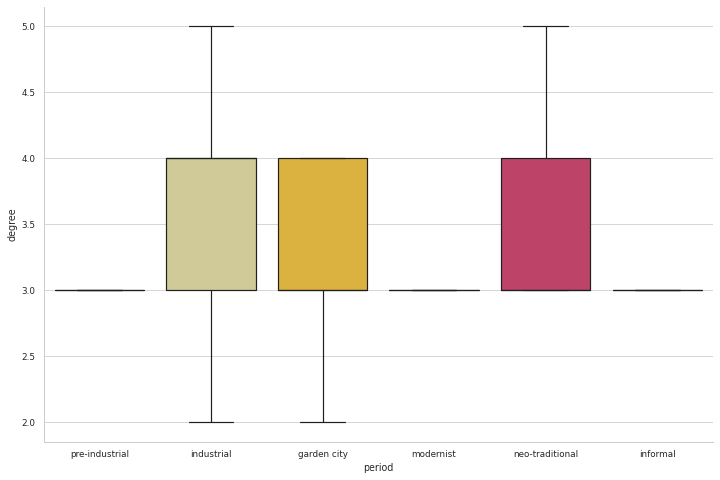 5.0
4.5
4.0
3.5
3.0
2.5
2.0
degree
pre-industrial industrial garden city modernist neo-traditional informal
period